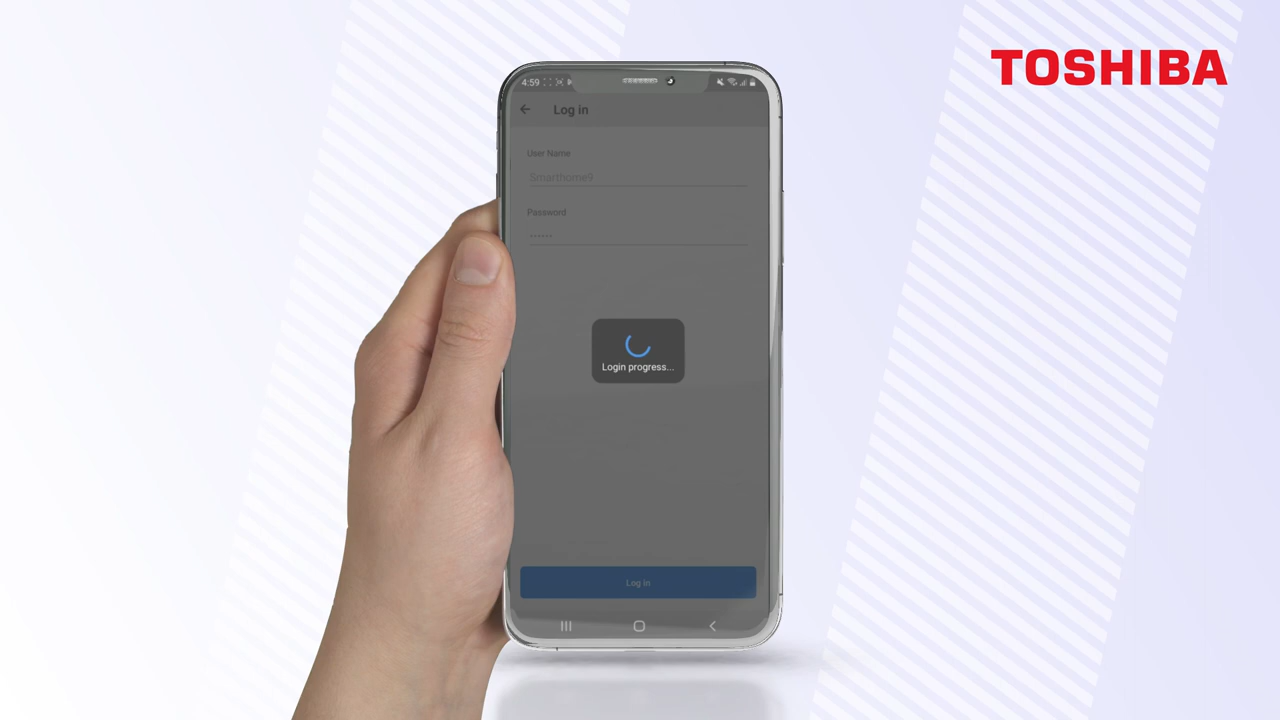 TOSHIBA
4:59
Log in
User Name
Smarthome9
Password
••••••
Login progress...
Log in